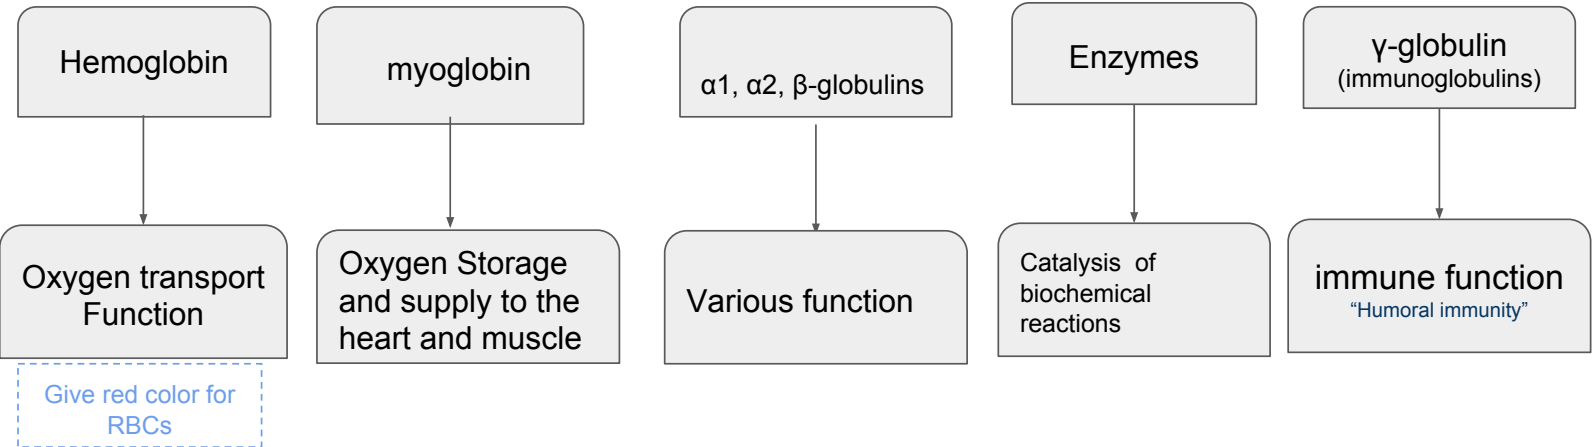 Hemoglobin
myoglobin
α1, α2, β-globulins
Enzymes
γ-globulin
(immunoglobulins)
Oxygen transport
Function
Oxygen Storage
and supply to the
heart and muscle
Various function
Catalysis of
biochemical
reactions
immune function
“Humoral immunity”
Give red color for
RBCs